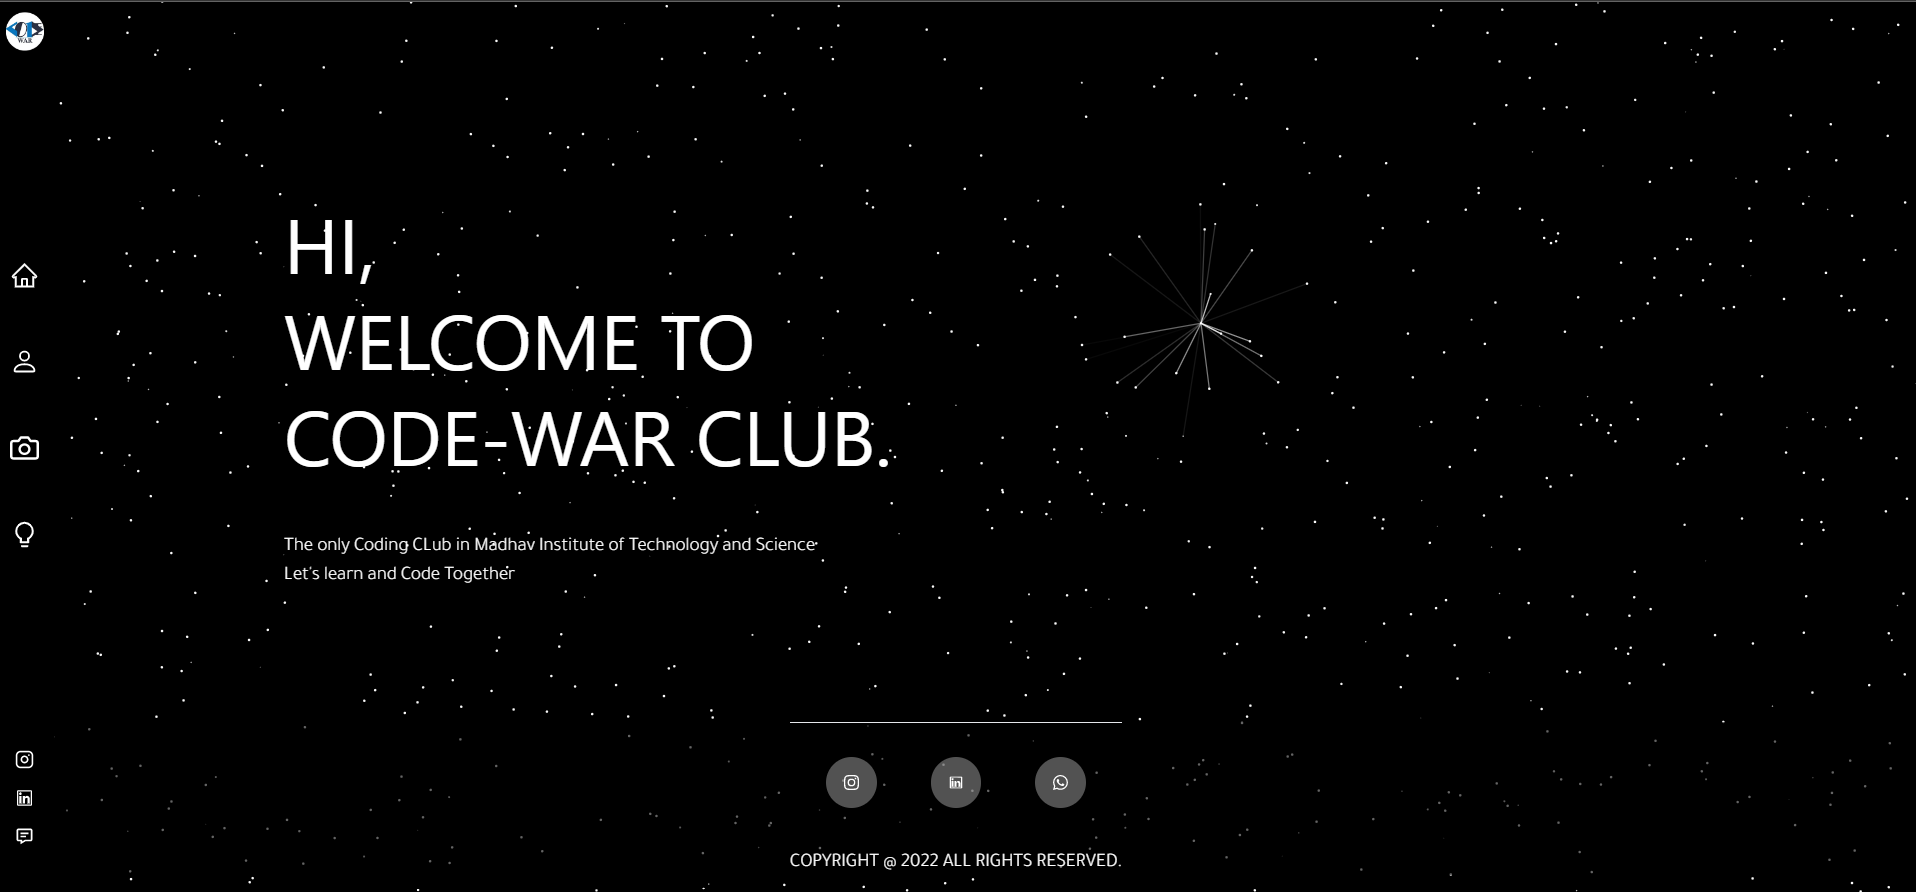 WAR
HI,
WELCOME TO
CODE-WAR CLUB.
The only Coding CLub in Madhav Institute of Technology and Science
Let's learn and Code Together
COPYRIGHT @ 2022 ALL RIGHTS RESERVED.